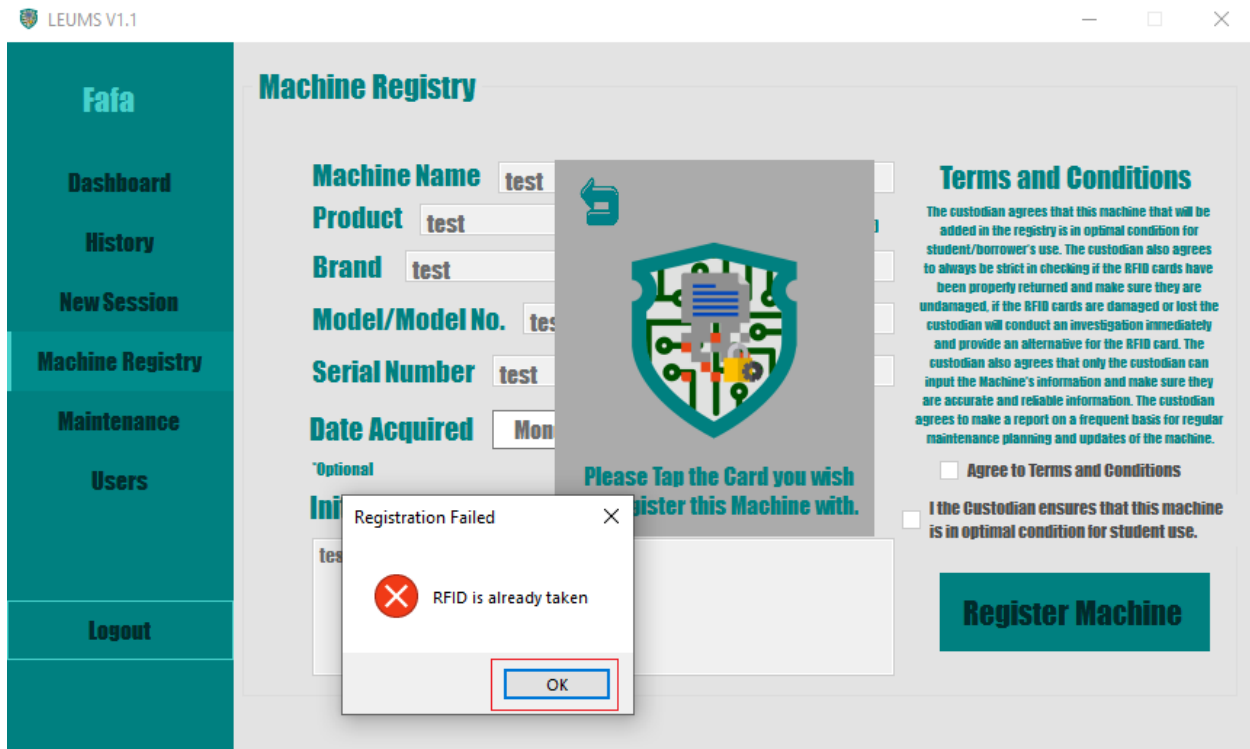 LEUMS V1.1
Fafa
Dashboard
History
New Session
Machine Registry
Maintenance
Users
Logout
Machine Registry
Machine Name test
Product test
Brand test
Model/Model No.
Serial Number test
Date Acquired
*Optional
Please Tap the Card you wish
this Machine with.
Registration Failed
RFID is already taken
OK
Terms and Conditions
The custodian agrees that this machine that will be
added in the registry is in optimal condition for
student/borrower's use. The custodian also agrees
to always be strict in checking if the RFID cards have
been properly returned and make sure they are
undamaged, if the RFID cards are damaged or lost the
custodian will conduct an investigation immediately
and provide an alternative for the RFID card. The
custodian also agrees that only the custodian can
input the Machine's information and make sure they
are accurate and reliable information. The custodian
agrees to make a report on a frequent basis for regular
maintenance planning and updates of the machine.
Agree to Terms and Conditions
I the Custodian ensures that this machine
is in optimal condition for student use.
Register Machine